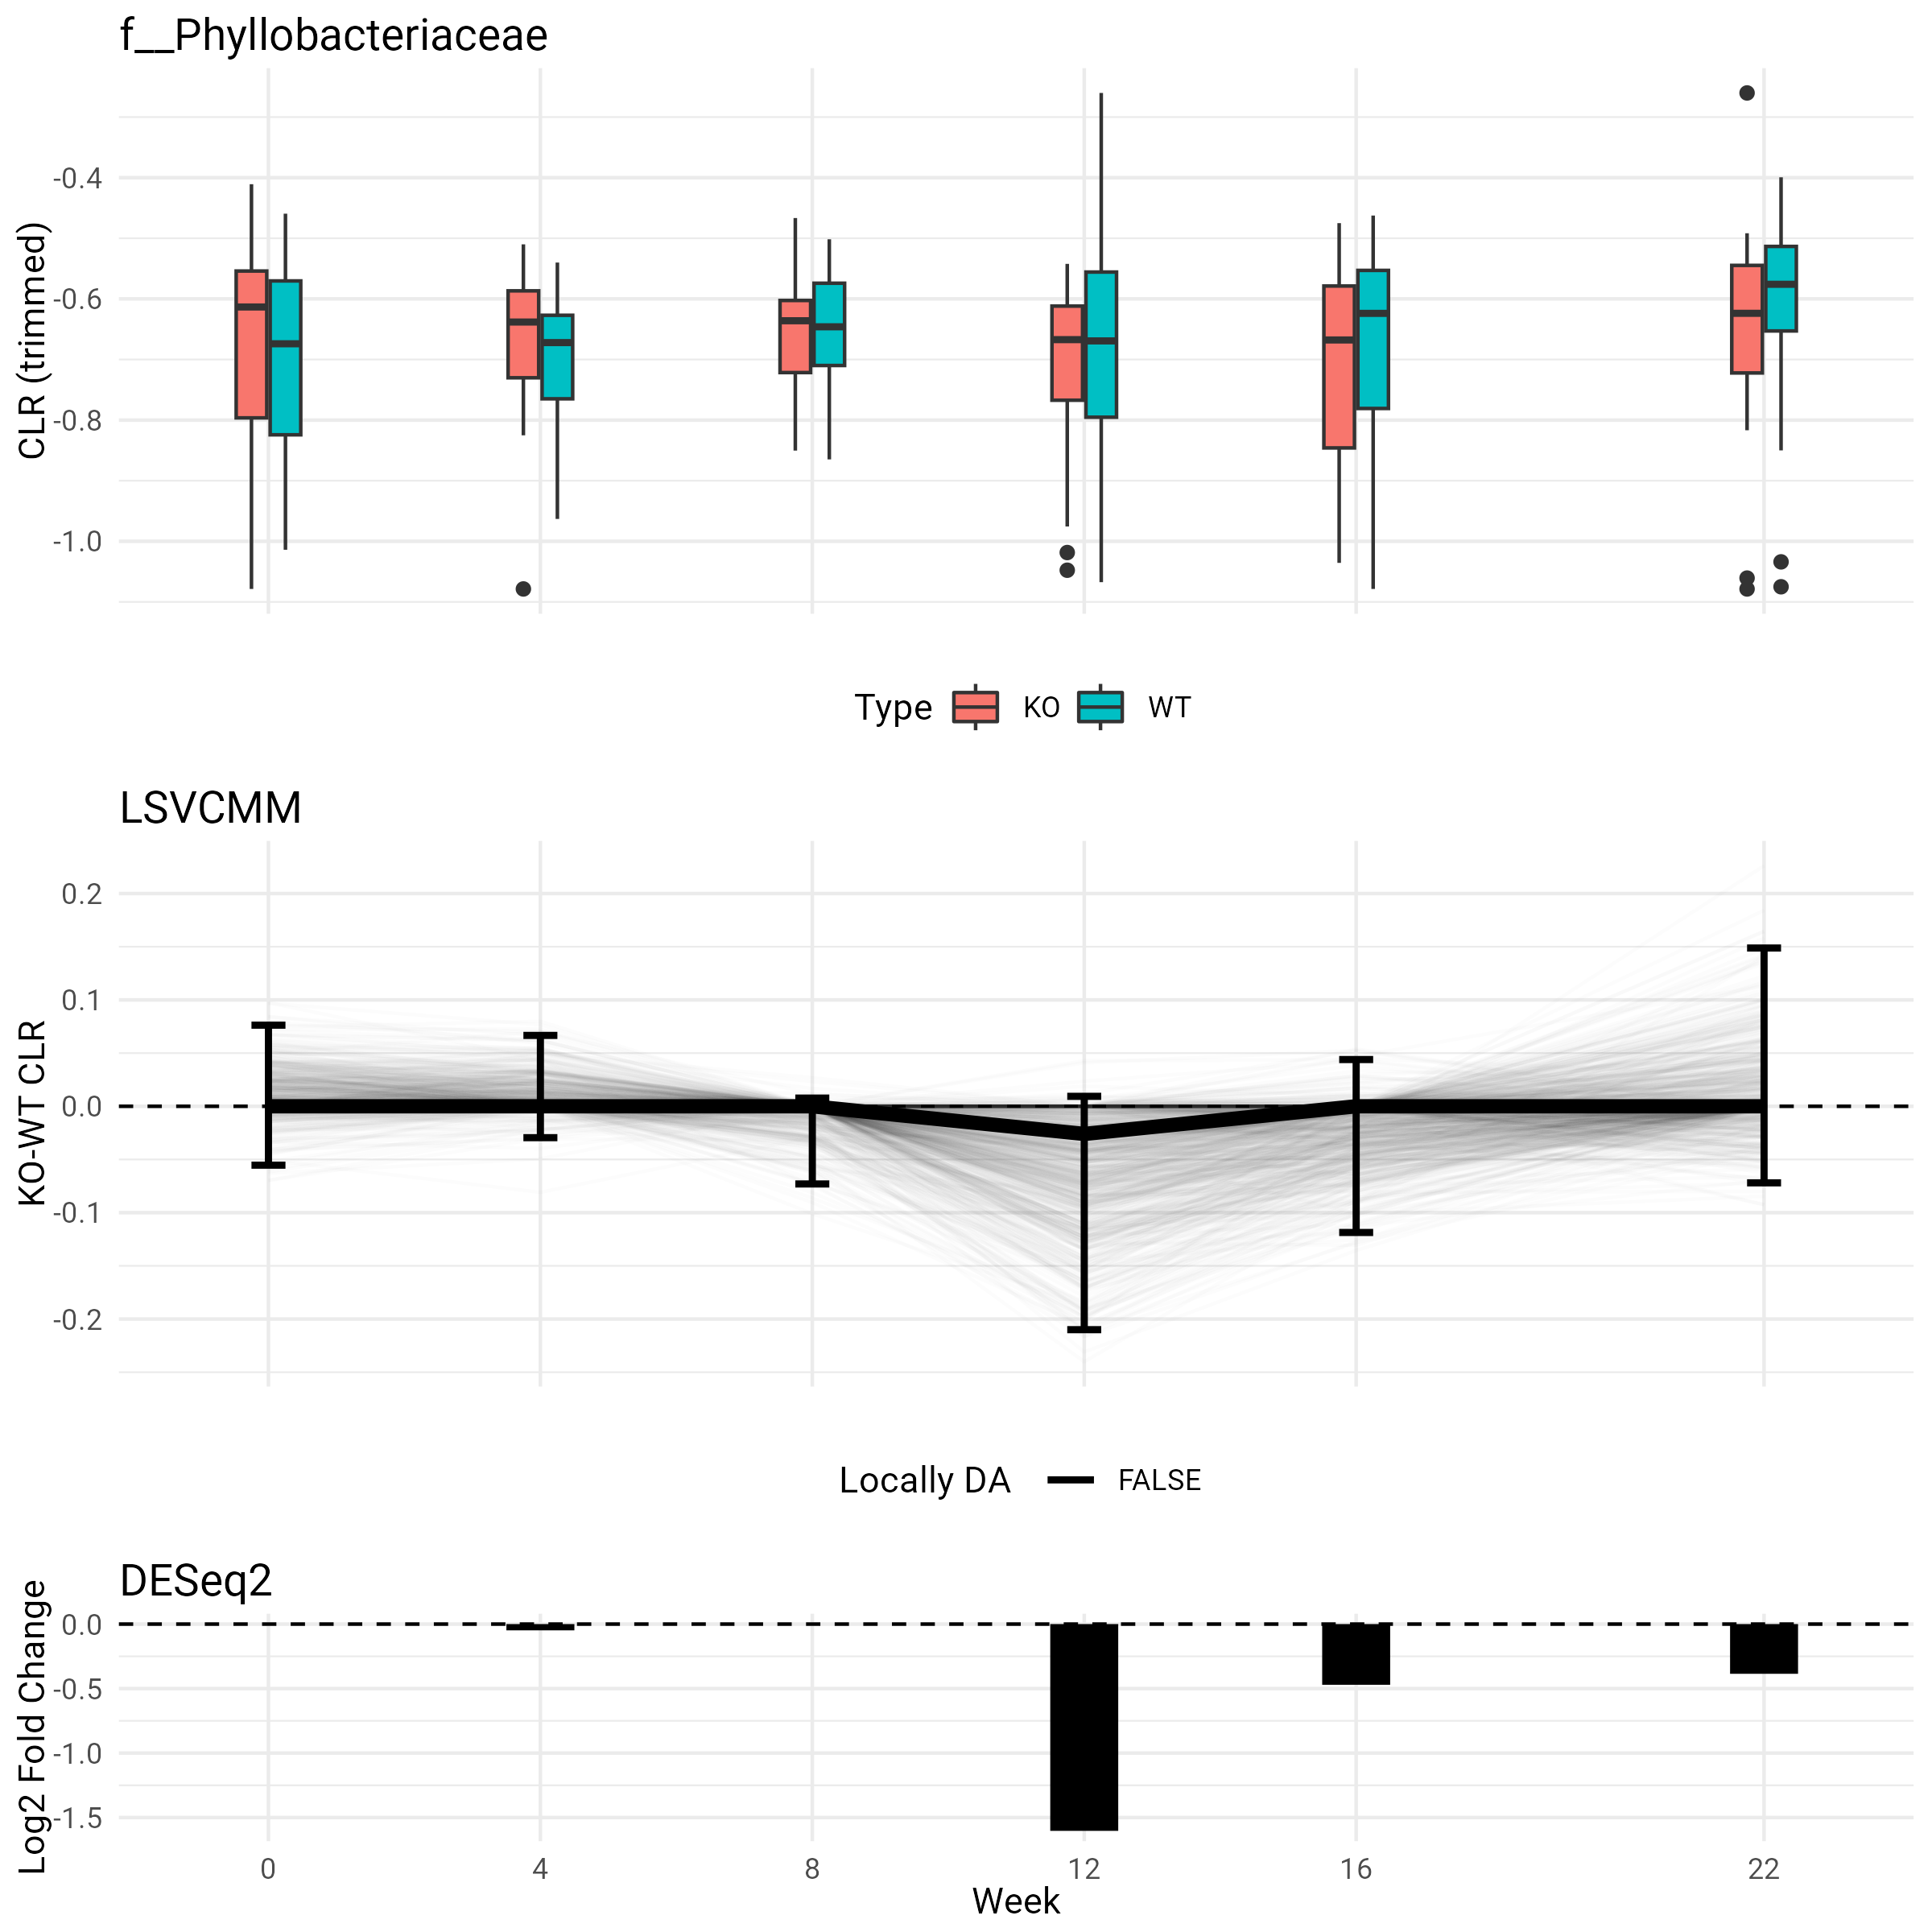 f__Phyllobacteriaceae
CLR (trimmed)
-0.4
-0.6
-0.8
-1.0
Type KO WT
LSVCMM
KO-WT CLR
0.2
0.1
0.0
-0.1
-0.2
Locally DA FALSE
DESeq2
Log2 Fold Change
0.0
-0.5
-1.0
-1.5
0 4 8 12 16 22
Week